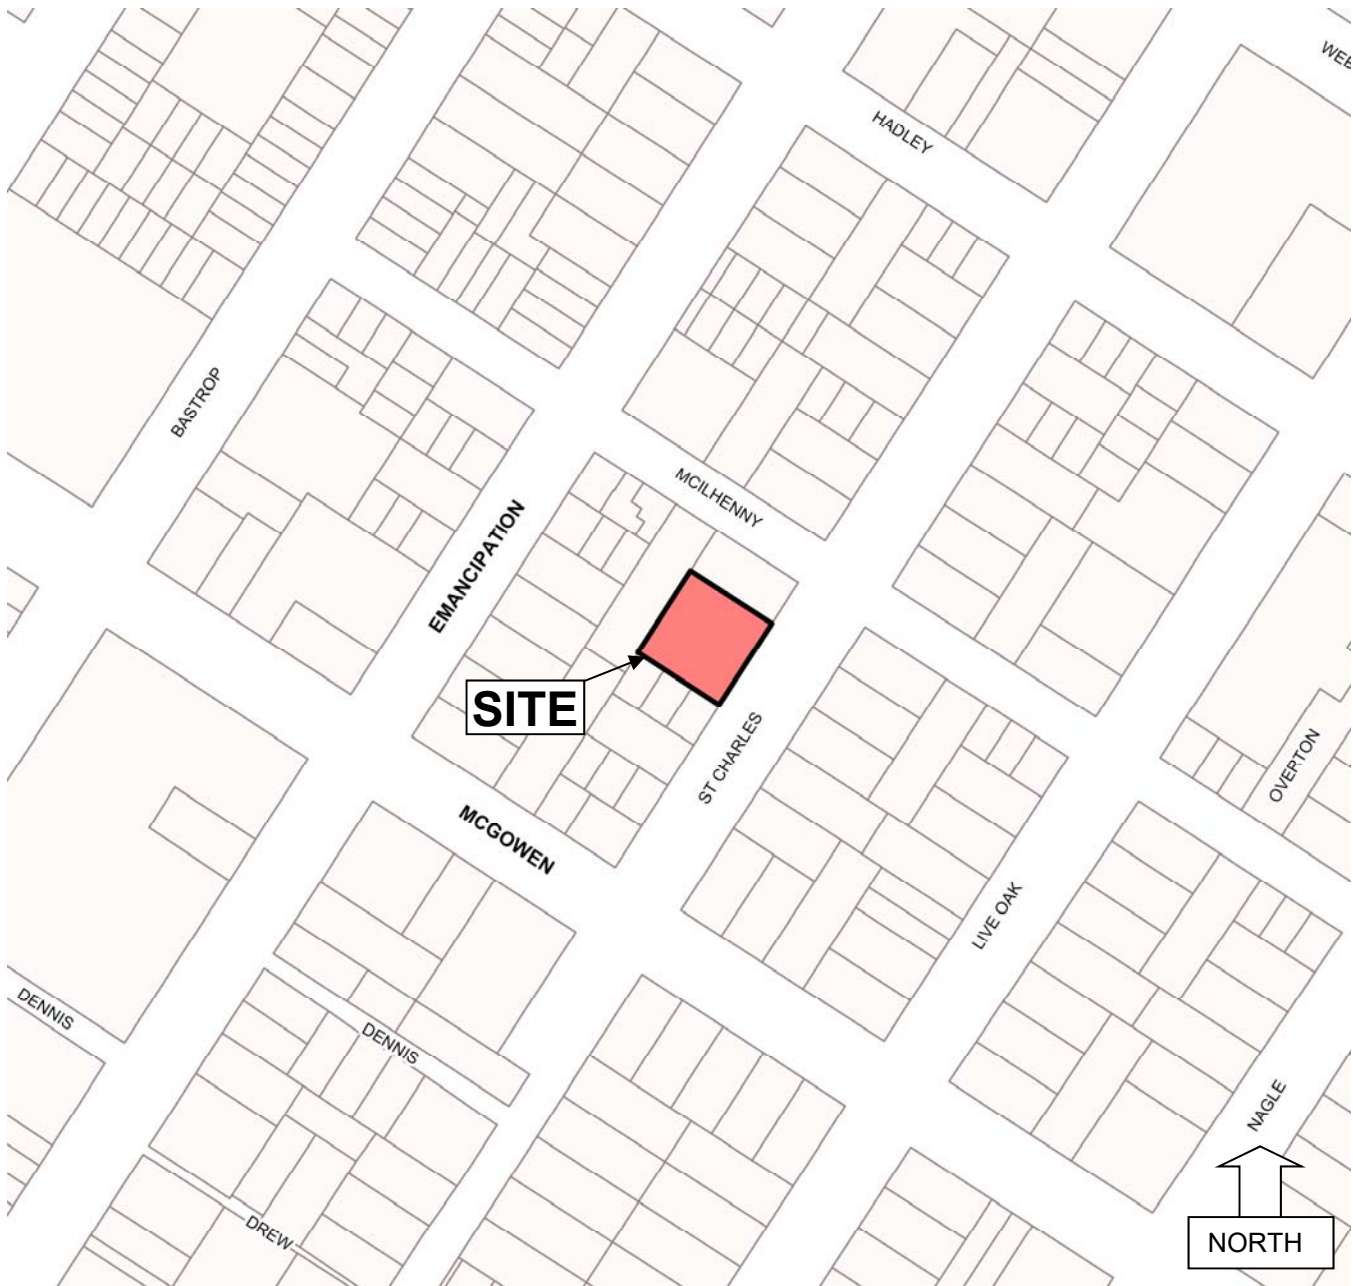 WEB
HADLEY
BASTROP
MCILHENNY
EMANCIPATION
SITE
ST CHARLES
OVERTON
MCGOWEN
LIVE OAK
DENNIS
DENNIS
NAGLE
DREW
NORTH